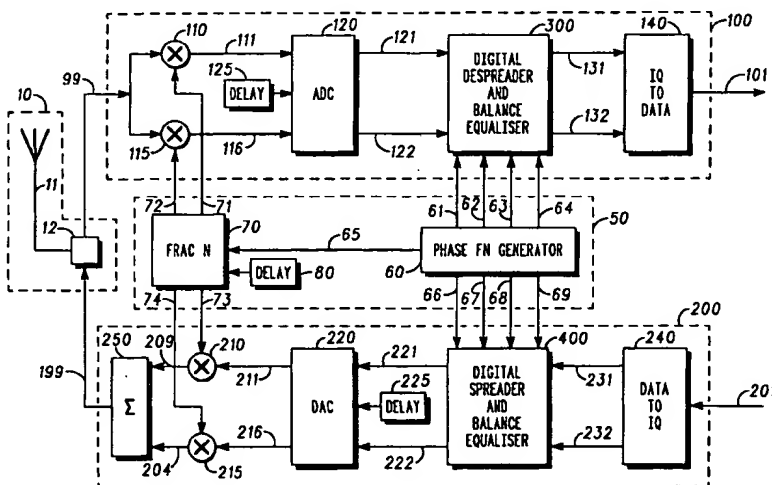 110
120
300
140
100
99
111
121
131
101
125
DELAY
ADC
DIGITAL
DESPREADER
AND
BALANCE
EQUALISER
IQ
TO
DATA
10
115
116
122
132
11
72
71
61
62
63
64
50
70
12
FRAC N
65
PHASE FN GENERATOR
DELAY
80
60
74
73
66
67
68
69
200
250
209
210
220
400
240
221
231
199
Σ
211
DAC
225
DELAY
DIGITAL
SPREADER
AND
BALANCE
EQUALISER
DATA
TO
IQ
204
215
216
222
232